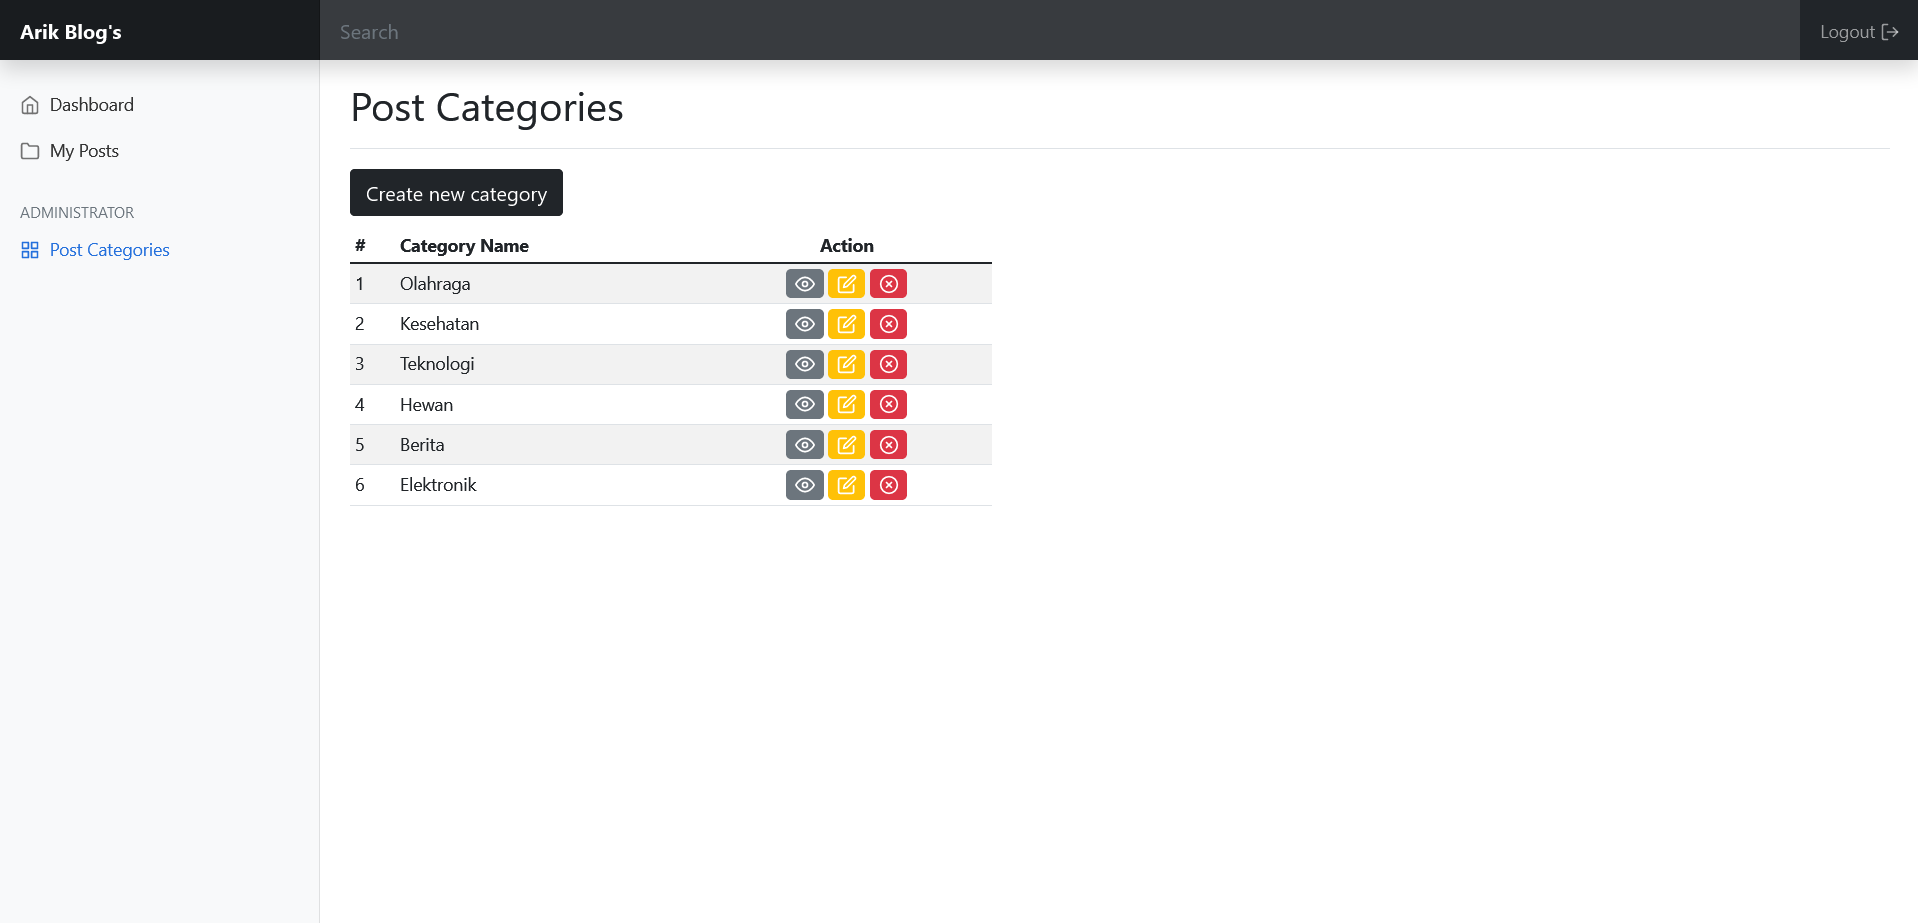 Arik Blog's
Search
Logout
Dashboard
My Posts
ADMINISTRATOR
Post Categories
Post Categories
Create new category
# Category Name Action
1 Olahraga
2 Kesehatan
3 Teknologi
4 Hewan
5 Berita
6 Elektronik